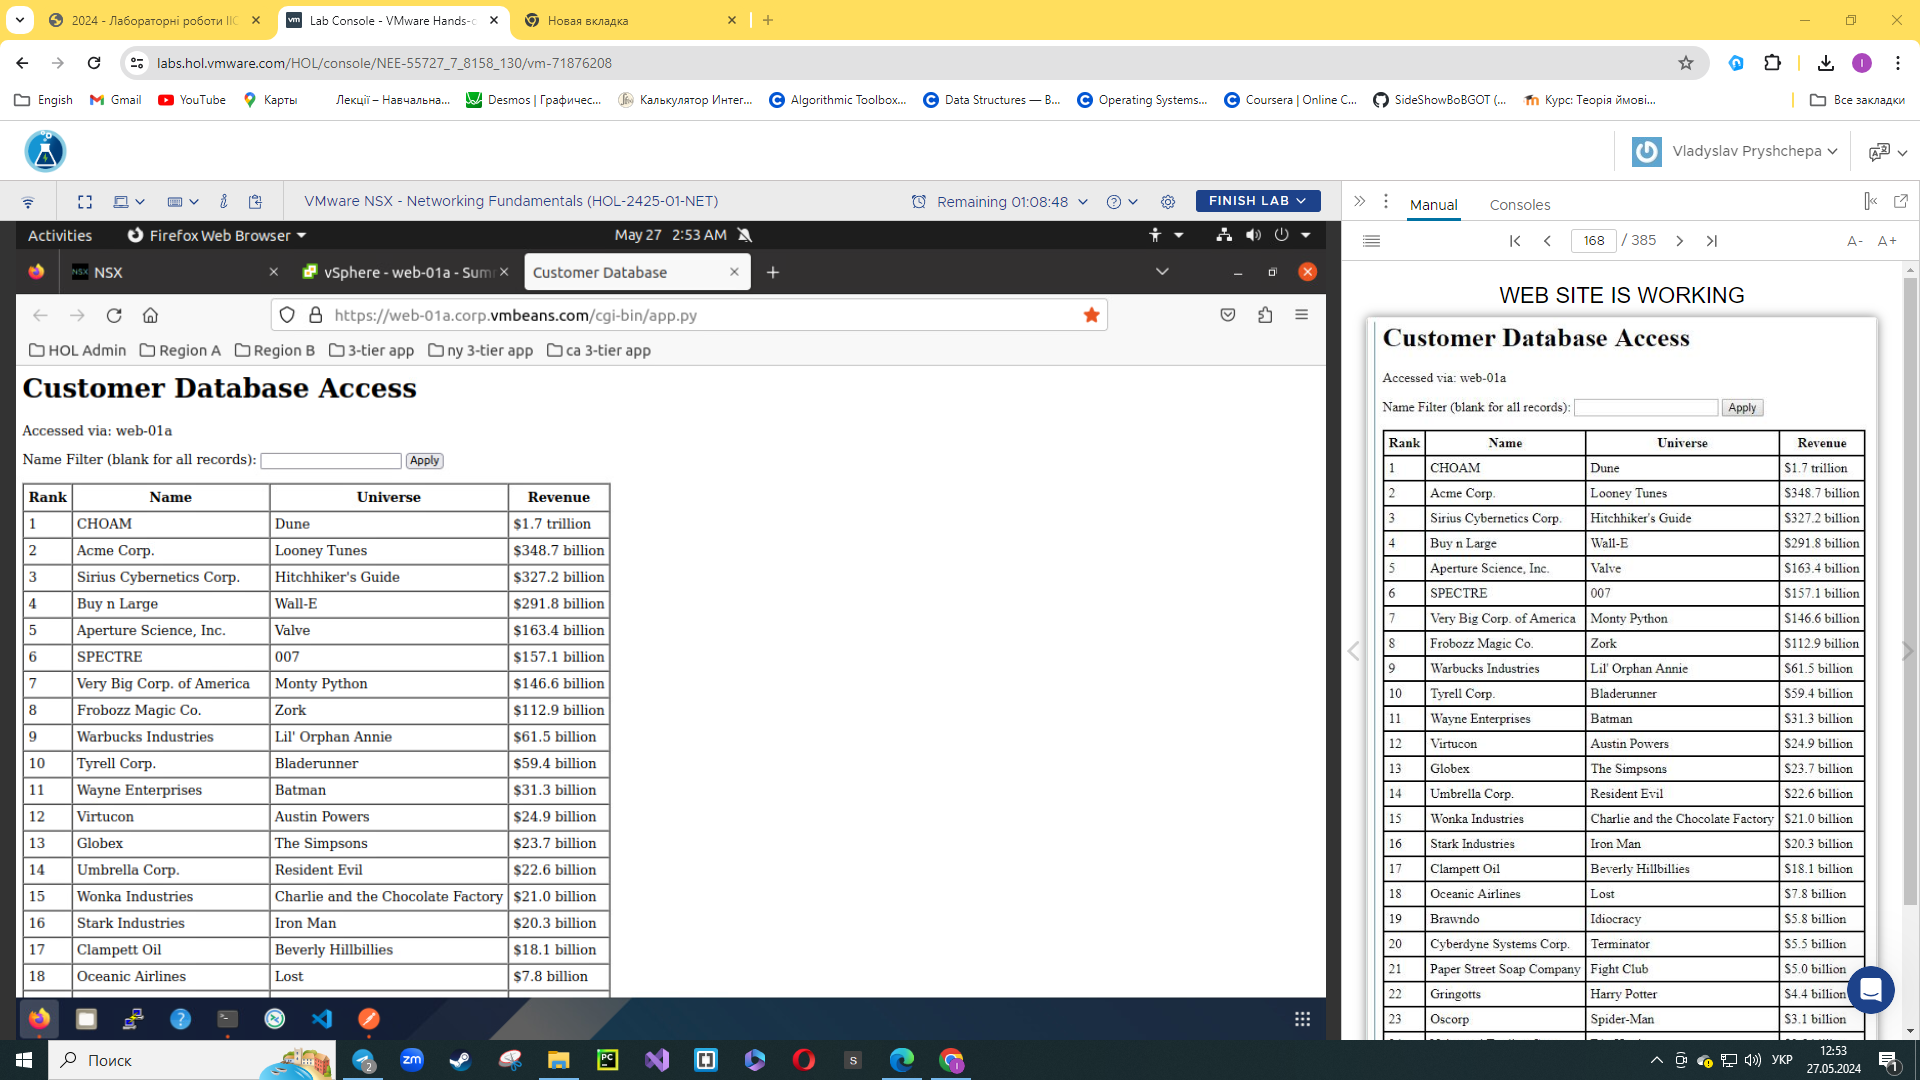 2024 - Лабораторні роботи ІІС
Lab Console - VMware Hands-o
Новая вкладка
labs.hol.vmware.com/HOL/console/NEE-55727_7_8158_130/vm-71876208
Engish
Gmail
YouTube
Карты
Лекції – Навчальна...
Desmos | Графичес...
Калькулятор Интег...
Algorithmic Toolbox...
Data Structures — B...
Operating Systems...
Coursera | Online C...
SideShowBoBGOT (...
Курс: Теорія ймові...
Все закладки
Vladyslav Pryshchepa
VMware NSX - Networking Fundamentals (HOL-2425-01-NET)
Remaining 01:08:48
FINISH LAB
Manual
Consoles
168 / 385
A- A+
Activities
Firefox Web Browser
May 27 2:53 AM
NSX
vSphere - web-01a - Sum
Customer Database
https://web-01a.corp.vmbeans.com/cgi-bin/app.py
HOL Admin
Region A
Region B
3-tier app
ny 3-tier app
ca 3-tier app
Customer Database Access
Accessed via: web-01a
Name Filter (blank for all records): Apply
Rank Name Universe Revenue
1 CHOAM Dune $1.7 trillion
2 Acme Corp. Looney Tunes $348.7 billion
3 Sirius Cybernetics Corp. Hitchhiker's Guide $327.2 billion
4 Buy n Large Wall-E $291.8 billion
5 Aperture Science, Inc. Valve $163.4 billion
6 SPECTRE 007 $157.1 billion
7 Very Big Corp. of America Monty Python $146.6 billion
8 Frobozz Magic Co. Zork $112.9 billion
9 Warbucks Industries Lil' Orphan Annie $61.5 billion
10 Tyrell Corp. Bladerunner $59.4 billion
11 Wayne Enterprises Batman $31.3 billion
12 Virtucon Austin Powers $24.9 billion
13 Globex The Simpsons $23.7 billion
14 Umbrella Corp. Resident Evil $22.6 billion
15 Wonka Industries Charlie and the Chocolate Factory $21.0 billion
16 Stark Industries Iron Man $20.3 billion
17 Clampett Oil Beverly Hillbillies $18.1 billion
18 Oceanic Airlines Lost $7.8 billion
WEB SITE IS WORKING
Customer Database Access
Accessed via: web-01a
Name Filter (blank for all records): Apply
Rank Name Universe Revenue
1 CHOAM Dune $1.7 trillion
2 Acme Corp. Looney Tunes $348.7 billion
3 Sirius Cybernetics Corp. Hitchhiker's Guide $327.2 billion
4 Buy n Large Wall-E $291.8 billion
5 Aperture Science, Inc. Valve $163.4 billion
6 SPECTRE 007 $157.1 billion
7 Very Big Corp. of America Monty Python $146.6 billion
8 Frobozz Magic Co. Zork $112.9 billion
9 Warbucks Industries Lil' Orphan Annie $61.5 billion
10 Tyrell Corp. Bladerunner $59.4 billion
11 Wayne Enterprises Batman $31.3 billion
12 Virtucon Austin Powers $24.9 billion
13 Globex The Simpsons $23.7 billion
14 Umbrella Corp. Resident Evil $22.6 billion
15 Wonka Industries Charlie and the Chocolate Factory $21.0 billion
16 Stark Industries Iron Man $20.3 billion
17 Clampett Oil Beverly Hillbillies $18.1 billion
18 Oceanic Airlines Lost $7.8 billion
19 Brawndo Idiocracy $5.8 billion
20 Cyberdyne Systems Corp. Terminator $5.5 billion
21 Paper Street Soap Company Fight Club $5.0 billion
22 Gringotts Harry Potter $4.4 billion
23 Oscorp Spider-Man $3.1 billion
Поиск
УКР
12:53
27.05.2024